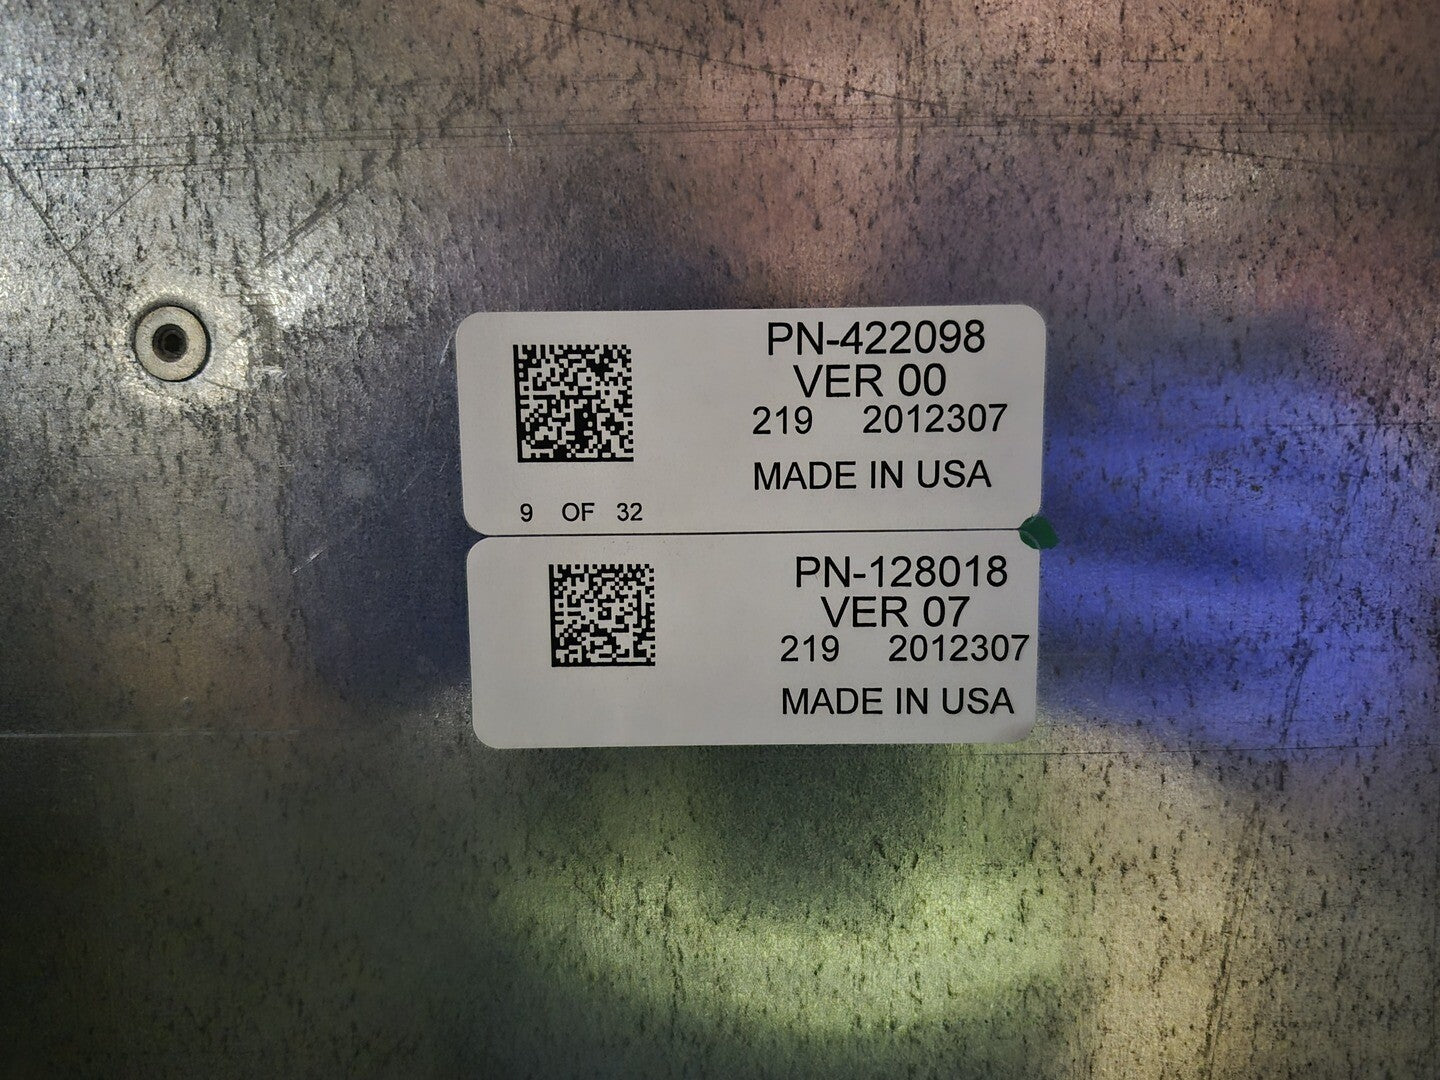 PN-422098
VER 00
219 2012307
MADE IN USA
9 OF 32
PN-128018
VER 07
219 2012307
MADE IN USA